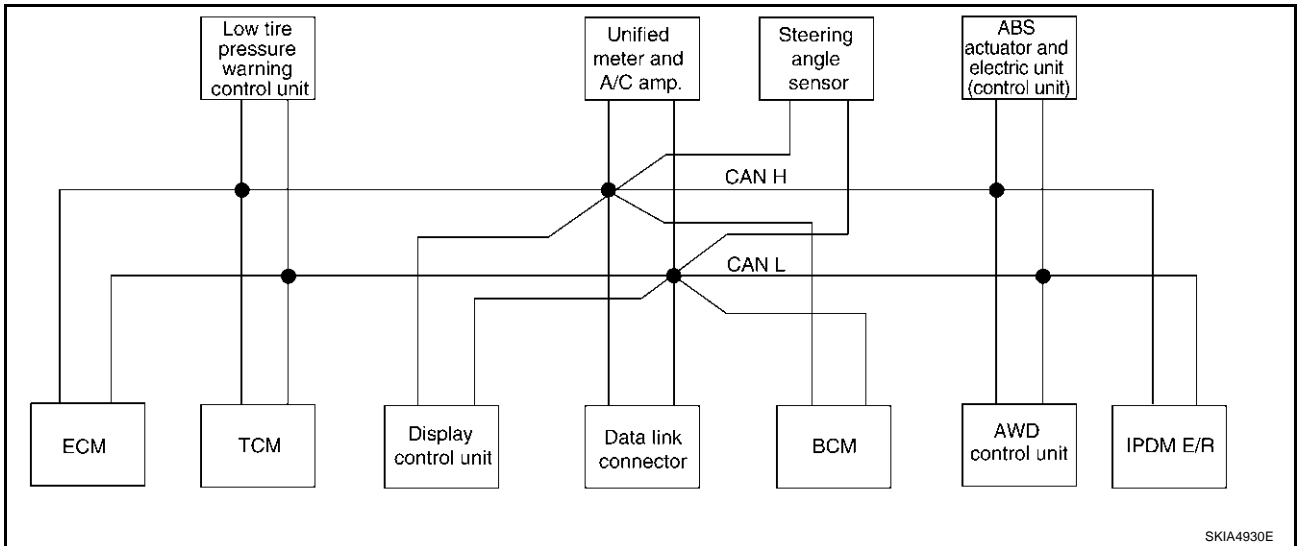 Low tire
pressure
warning
control unit
Unified
meter and
A/C amp.
Steering
angle
sensor
ABS
actuator and
electric unit
(control unit)
CAN H
CAN L
ECM
TCM
Display
control unit
Data link
connector
BCM
AWD
control unit
IPDM E/R
SKIA4930E